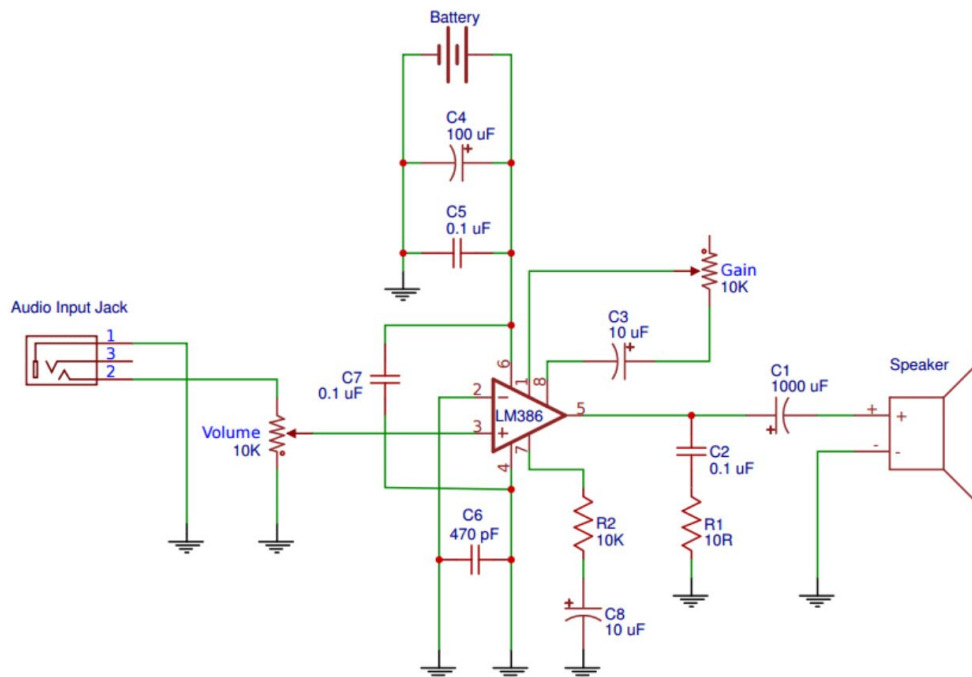 Battery
C4
100 uF
+
C5
0.1 uF
Audio Input Jack
1
3
2
Volume
10K
C7
0.1 uF
6
1
8
2
3
4
7
5
−
+
LM386
C3
10 uF
+
Gain
10K
C1
1000 uF
+
Speaker
+
+
-
-
C2
0.1 uF
R1
10R
C6
470 pF
R2
10K
+
C8
10 uF